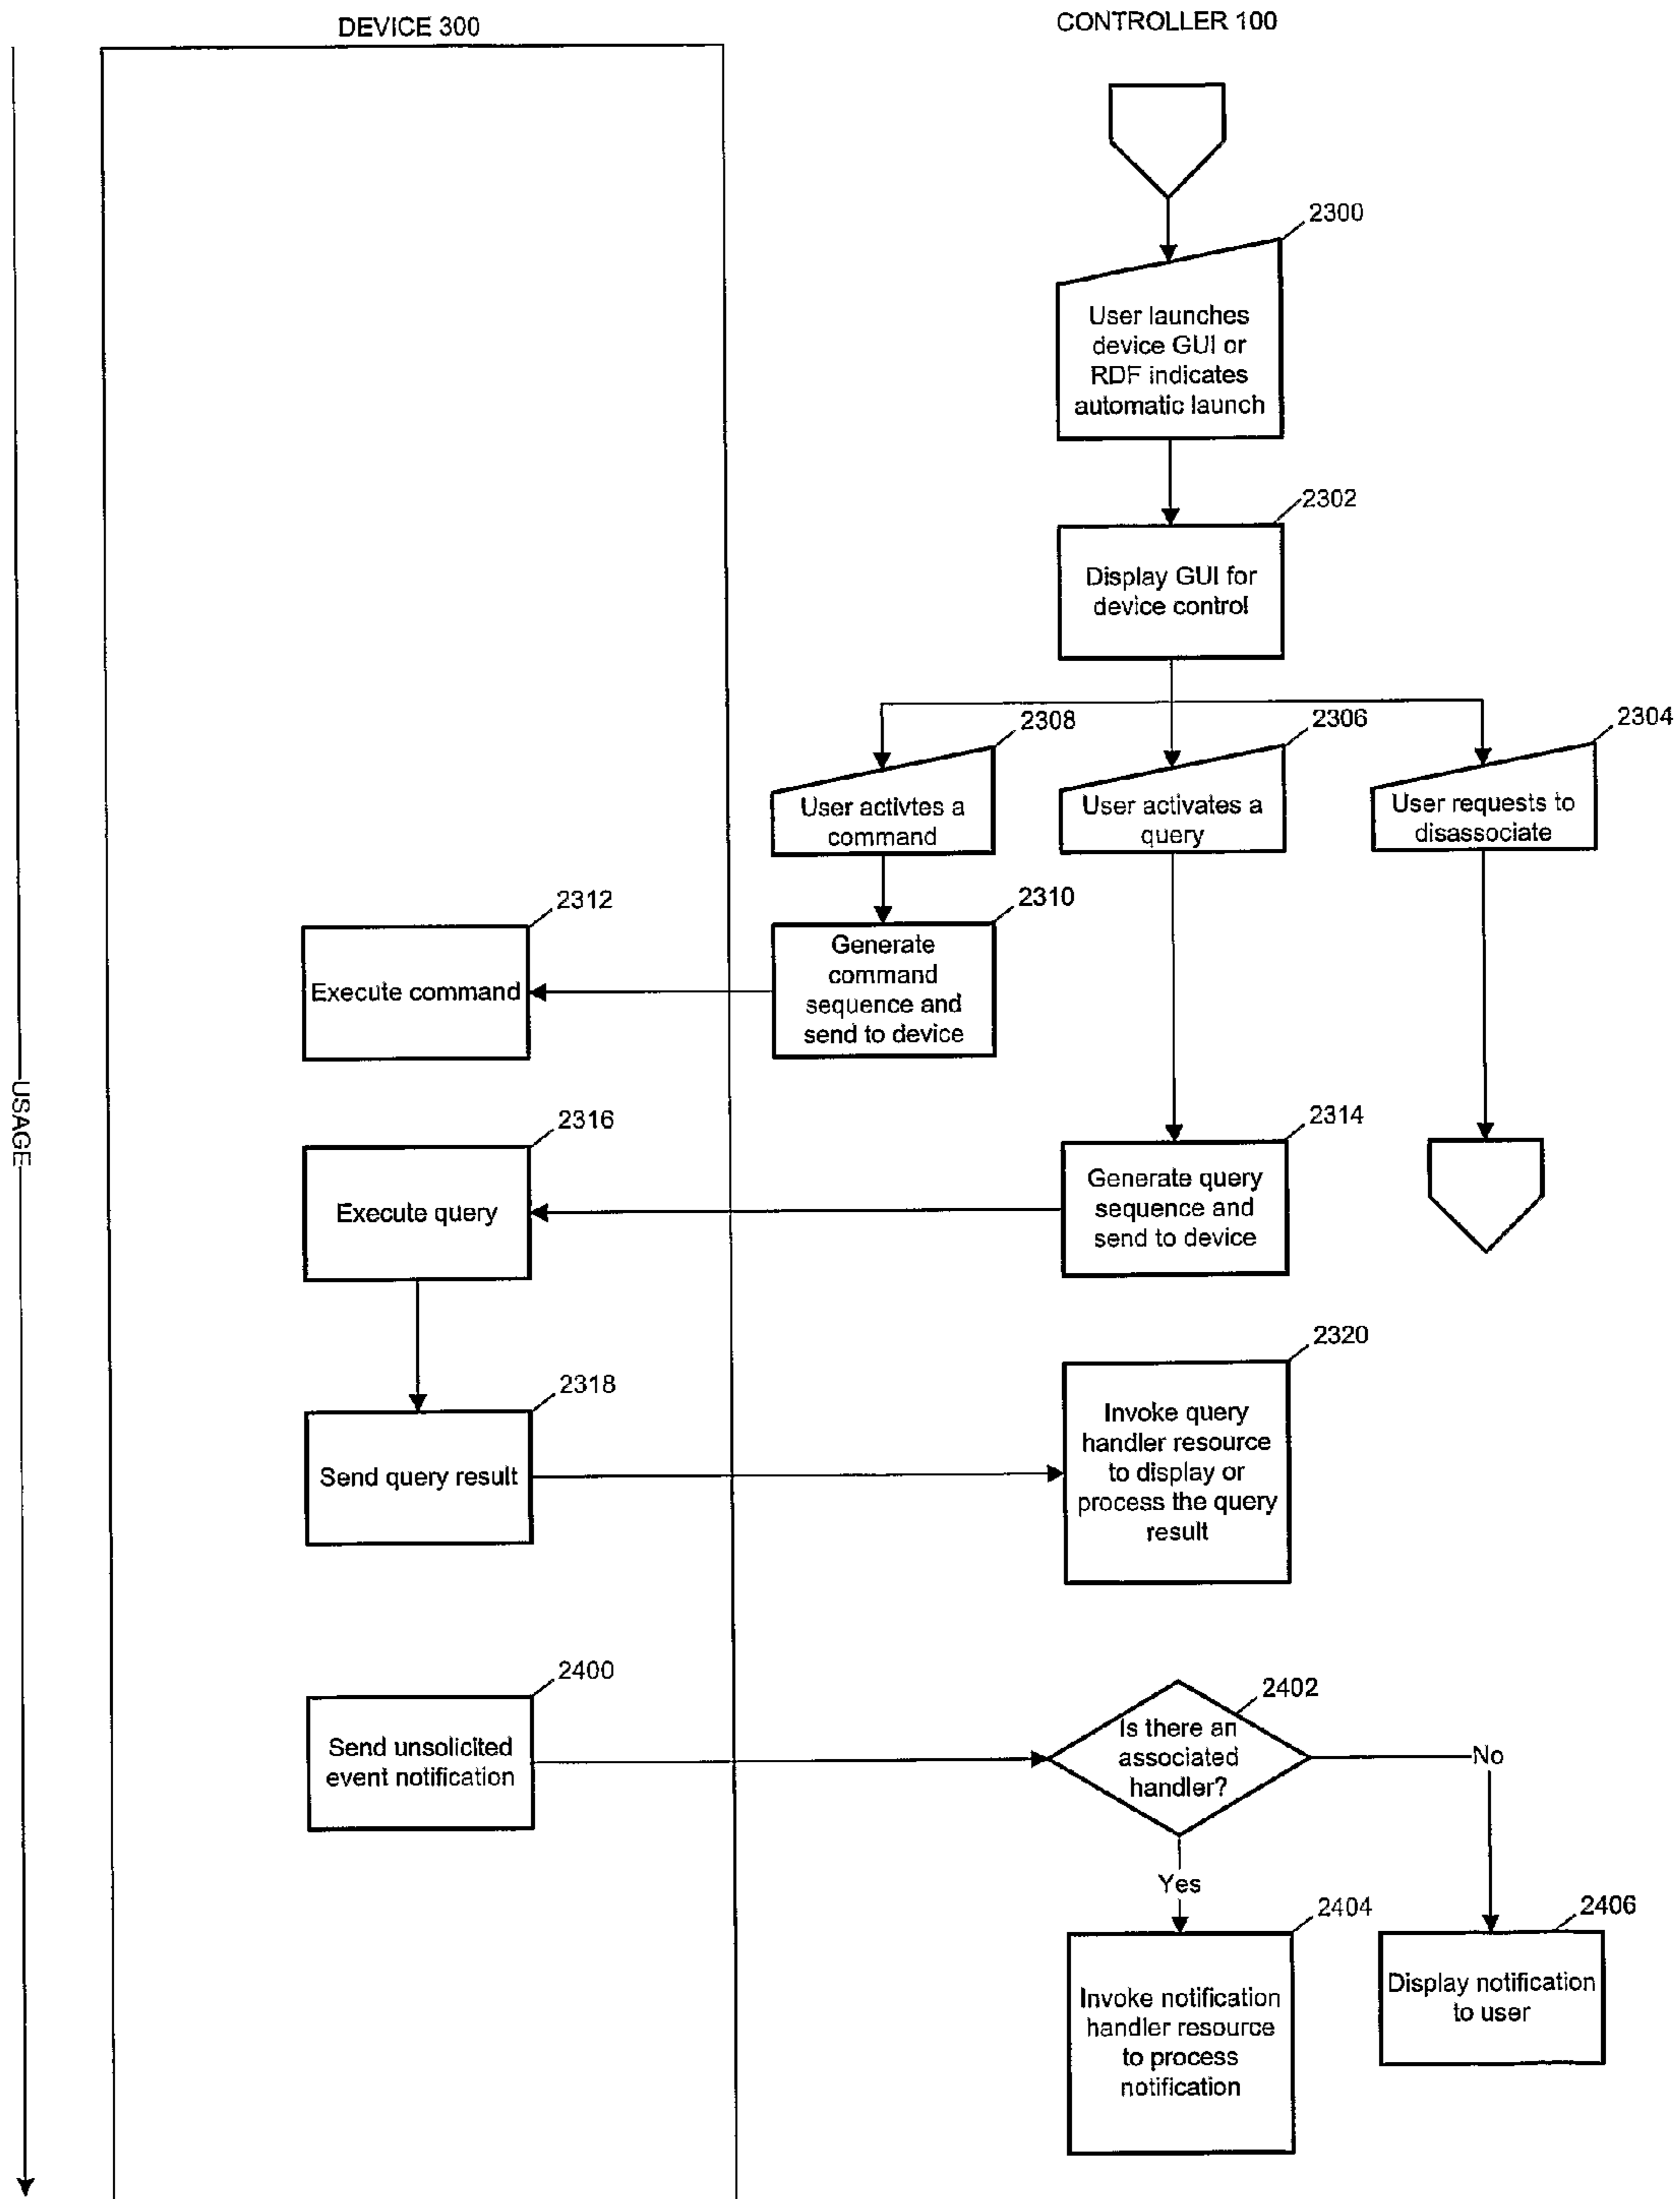 DEVICE 300
CONTROLLER 100
2300
User launches
device GUI or
RDF indicates
automatic launch
2302
Display GUI for
device control
2308
2306
2304
User activtes a
command
User activates a
query
User requests to
disassociate
2312
2310
Execute command
Generate
command
sequence and
send to device
USAGE
2316
2314
Execute query
Generate query
sequence and
send to device
2318
2320
Send query result
Invoke query
handler resource
to display or
process the query
result
2400
2402
Send unsolicited
event notification
Is there an
associated
handler?
No
Yes
2404
2406
Invoke notification
handler resource
to process
notification
Display notification
to user